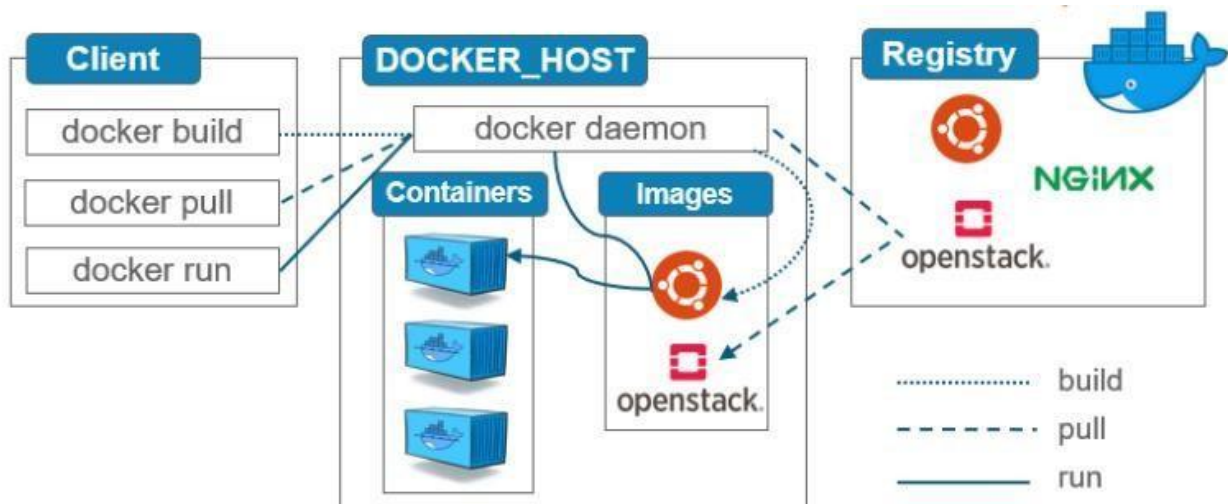 Client
docker build
docker pull
docker run
DOCKER_HOST
docker daemon
Containers
Images
openstack.
Registry
NGiNX
openstack.
build
pull
run